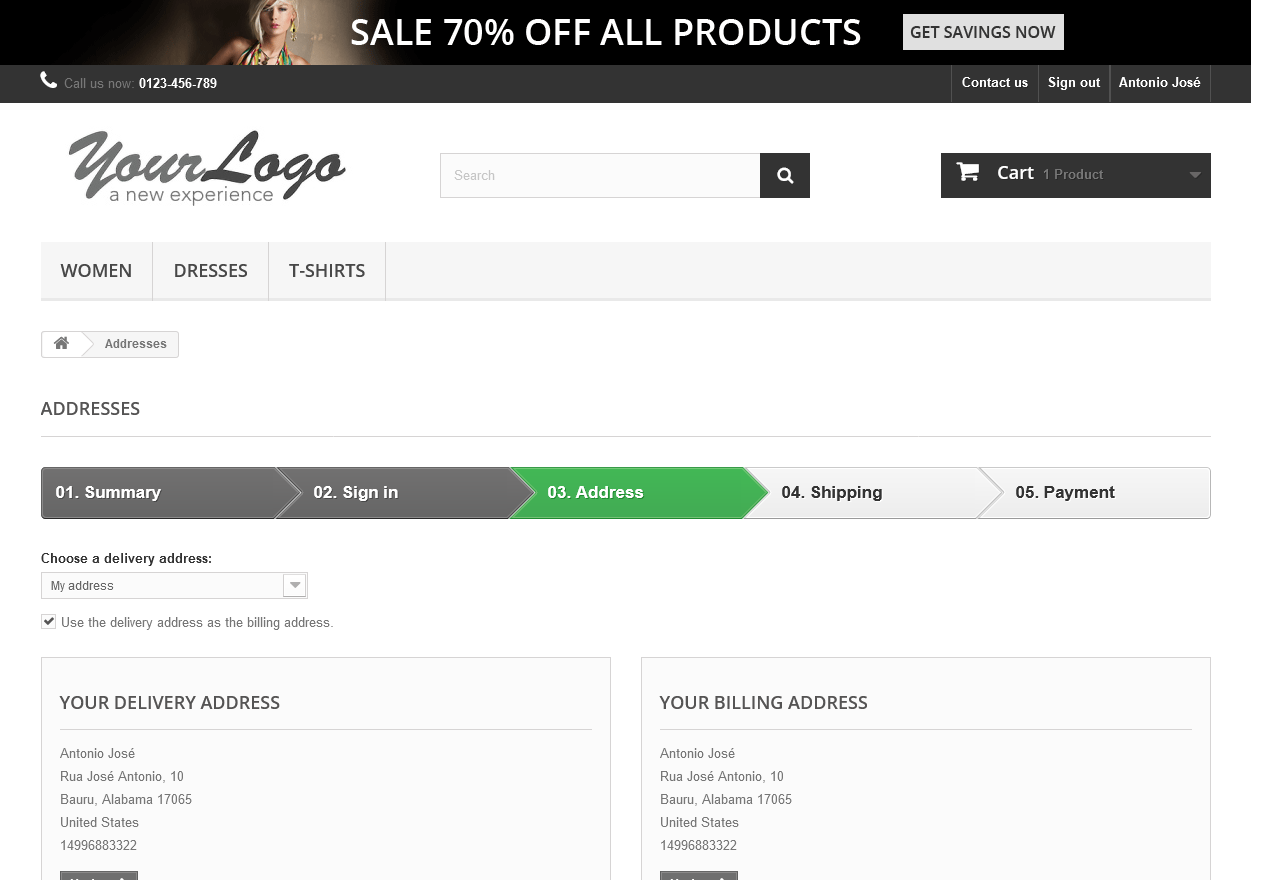 SALE 70% OFF ALL PRODUCTS GET SAVINGS NOW
Call us now: 0123-456-789 Contact us Sign out Antonio José
YourLogo
a new experience
Search Cart 1 Product
WOMEN DRESSES T-SHIRTS
Addresses
ADDRESSES
01. Summary 02. Sign in 03. Address 04. Shipping 05. Payment
Choose a delivery address:
My address
Use the delivery address as the billing address.
YOUR DELIVERY ADDRESS
Antonio José
Rua José Antonio, 10
Bauru, Alabama 17065
United States
14996883322
YOUR BILLING ADDRESS
Antonio José
Rua José Antonio, 10
Bauru, Alabama 17065
United States
14996883322